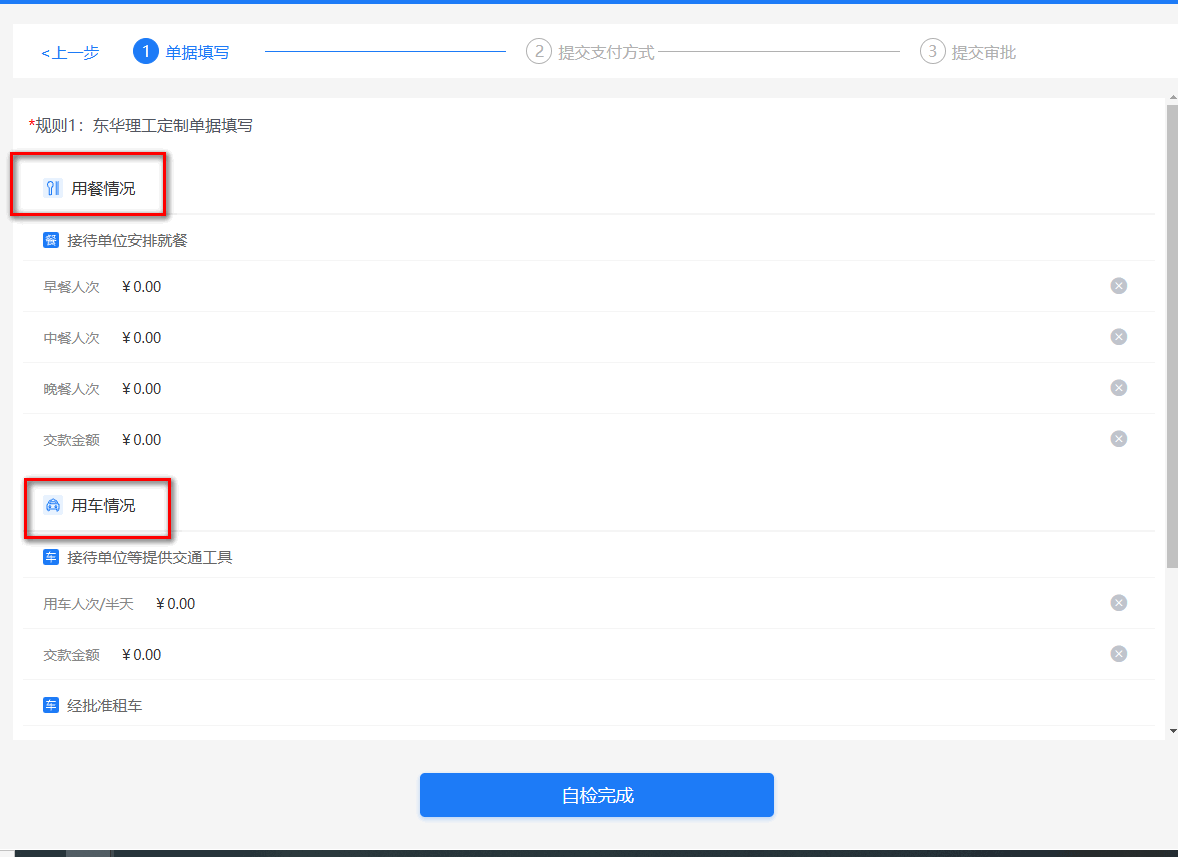 <上一步 1 单据填写 2 提交支付方式 3 提交审批
*规则1：东华理工定制单据填写
用餐情况
餐 接待单位安排就餐
早餐人次 ¥0.00
中餐人次 ¥0.00
晚餐人次 ¥0.00
交款金额 ¥0.00
用车情况
车 接待单位等提供交通工具
用车人次/半天 ¥0.00
交款金额 ¥0.00
车 经批准租车
自检完成